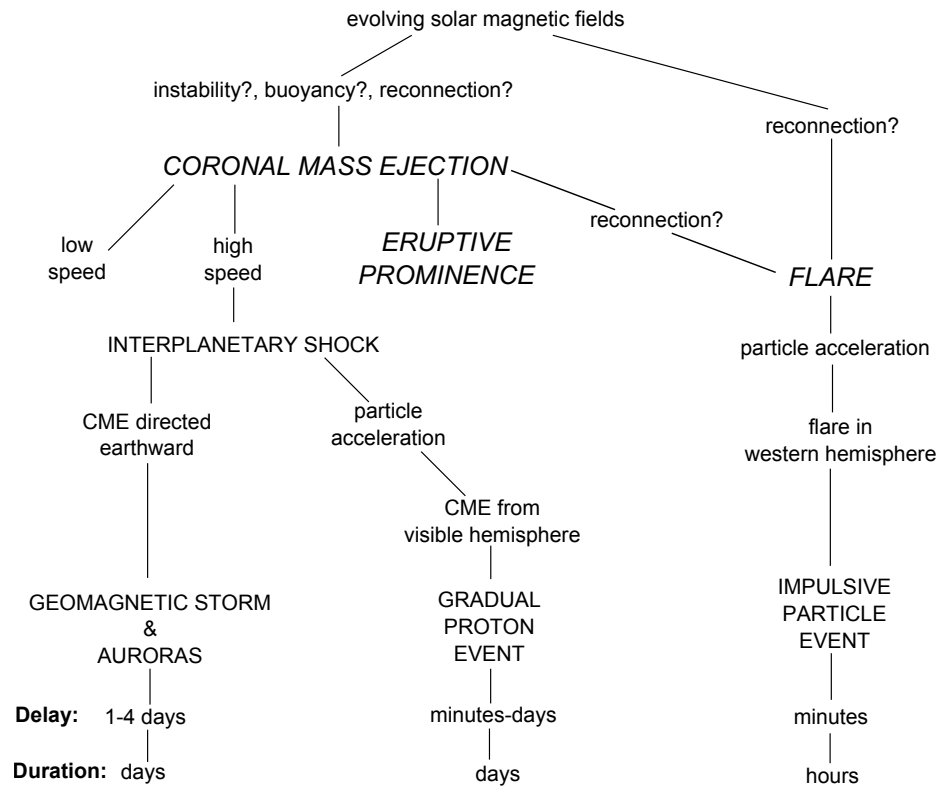 evolving solar magnetic fields
instability?, buoyancy?, reconnection?
reconnection?
CORONAL MASS EJECTION
reconnection?
low
speed
high
speed
ERUPTIVE
PROMINENCE
FLARE
INTERPLANETARY SHOCK
particle acceleration
CME directed
earthward
particle
acceleration
flare in
western hemisphere
CME from
visible hemisphere
GEOMAGNETIC STORM
&
AURORAS
GRADUAL
PROTON
EVENT
IMPULSIVE
PARTICLE
EVENT
Delay: 1-4 days minutes-days minutes
Duration: days days hours